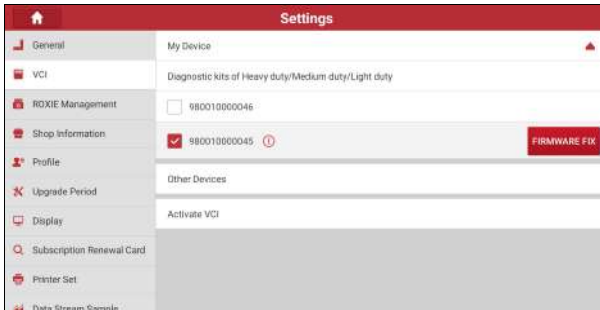 Settings
General
VCI
ROXIE Management
Shop Information
Profile
Upgrade Period
Display
Subscription Renewal Card
Printer Set
Data Stream Sample
My Device
Diagnostic kits of Heavy duty/Medium duty/Light duty
980010000046
980010000045
FIRMWARE FIX
Other Devices
Activate VCI